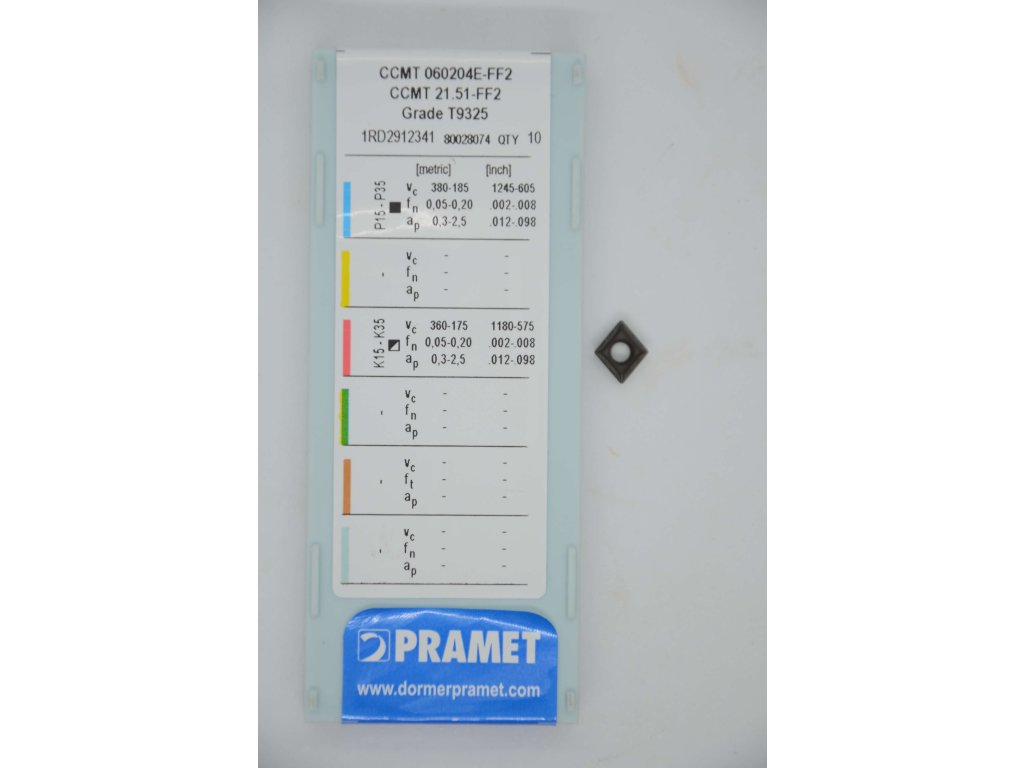 CCMT 060204E-FF2
CCMT 21.51-FF2
Grade T9325
1RD2912341 80028074 QTY 10
[metric] [inch]
P15 - P35
vc 380-185 1245-605
fn 0,05-0,20 .002-.008
ap 0,3-2,5 .012-.098
vc - -
fn - -
ap - -
K15 - K35
vc 360-175 1180-575
fn 0,05-0,20 .002-.008
ap 0,3-2,5 .012-.098
vc - -
fn - -
ap - -
vc - -
ft - -
ap - -
vc - -
fn - -
ap - -
PRAMET
www.dormerpramet.com